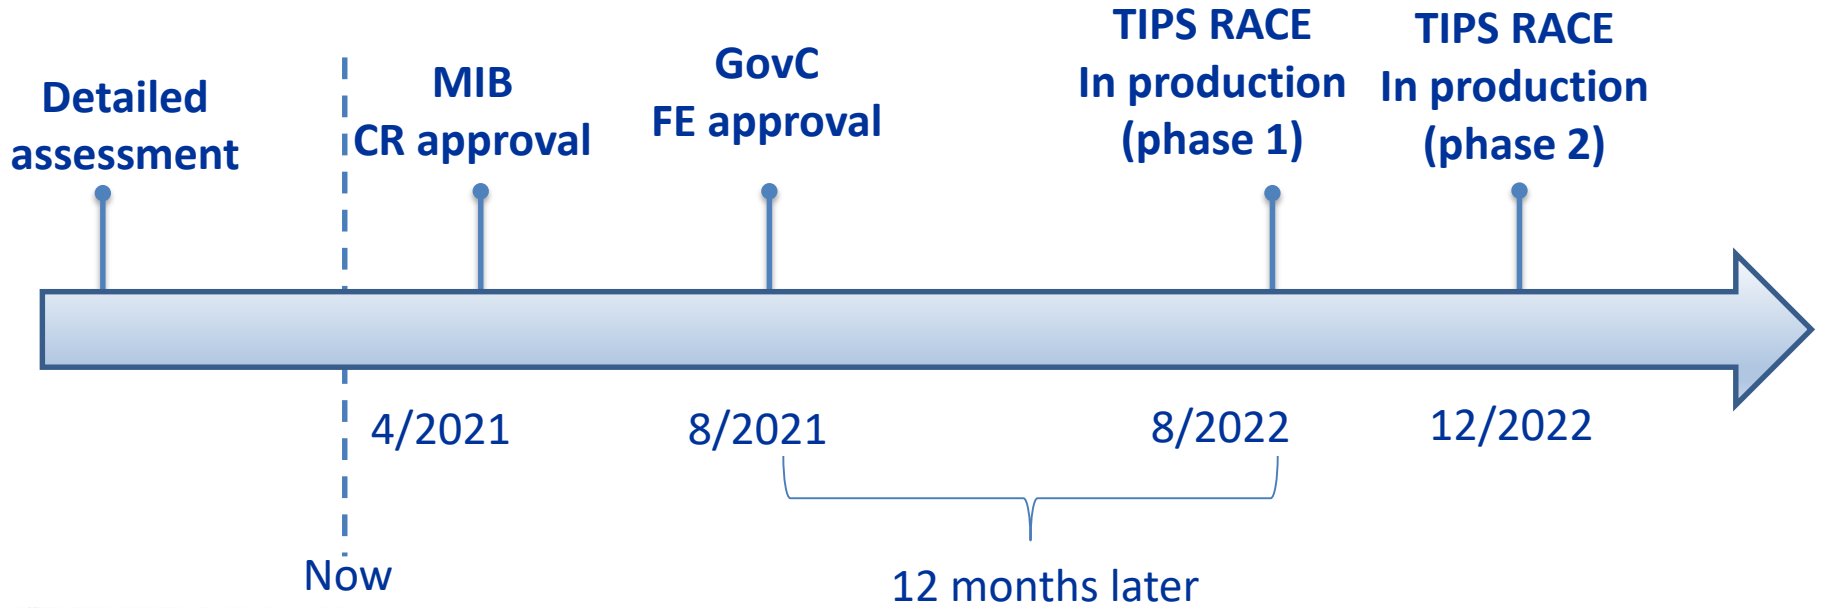 Detailed
assessment
MIB
CR approval
GovC
FE approval
TIPS RACE
In production
(phase 1)
TIPS RACE
In production
(phase 2)
4/2021
8/2021
8/2022
12/2022
Now
12 months later